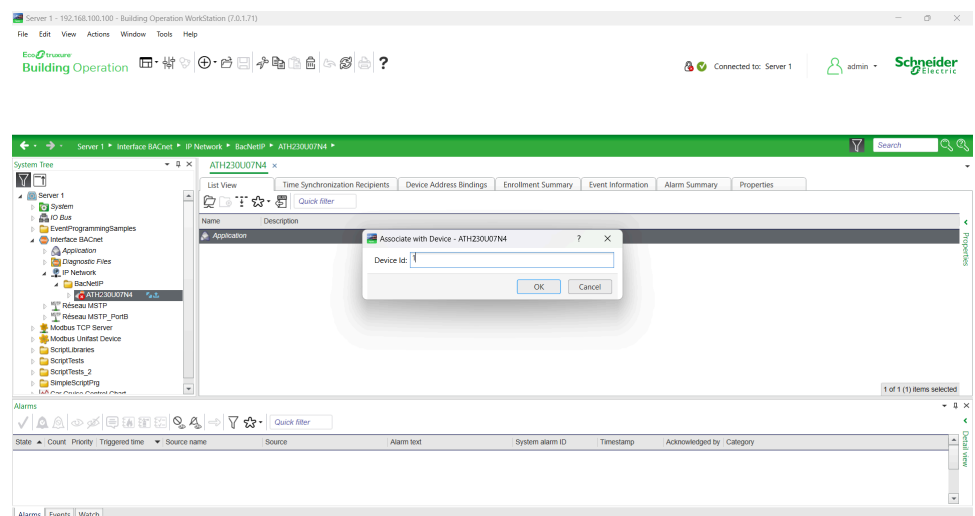 Server 1 - 192.168.100.100 - Building Operation WorkStation (7.0.1.71)
File Edit View Actions Window Tools Help
EcoStruxure
Building Operation
Connected to: Server 1
admin
Schneider Electric
Server 1 Interface BACnet IP Network BacNetIP ATH230U07N4
Search
System Tree
ATH230U07N4
List View Time Synchronization Recipients Device Address Bindings Enrollment Summary Event Information Alarm Summary Properties
Quick filter
Name Description
Application
Server 1
System
IO Bus
EventProgrammingSamples
Interface BACnet
Application
Diagnostic Files
IP Network
BacNetIP
ATH230U07N4
Réseau MSTP
Réseau MSTP_PortB
Modbus TCP Server
Modbus Unifast Device
ScriptLibraries
ScriptTests
ScriptTests_2
SimpleScriptPrg
Car Cruise Control Chart
Associate with Device - ATH230U07N4 ?
Device Id: 1
OK Cancel
Properties
1 of 1 (1) items selected
Alarms
Quick filter
State Count Priority Triggered time Source name Source Alarm text System alarm ID Timestamp Acknowledged by Category
Detail view
Alarms Events Watch